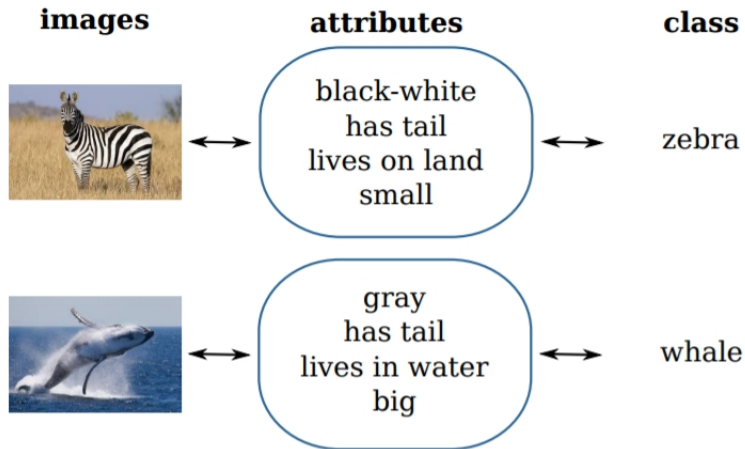 images attributes class
black-white
has tail
lives on land
small
zebra
gray
has tail
lives in water
big
whale